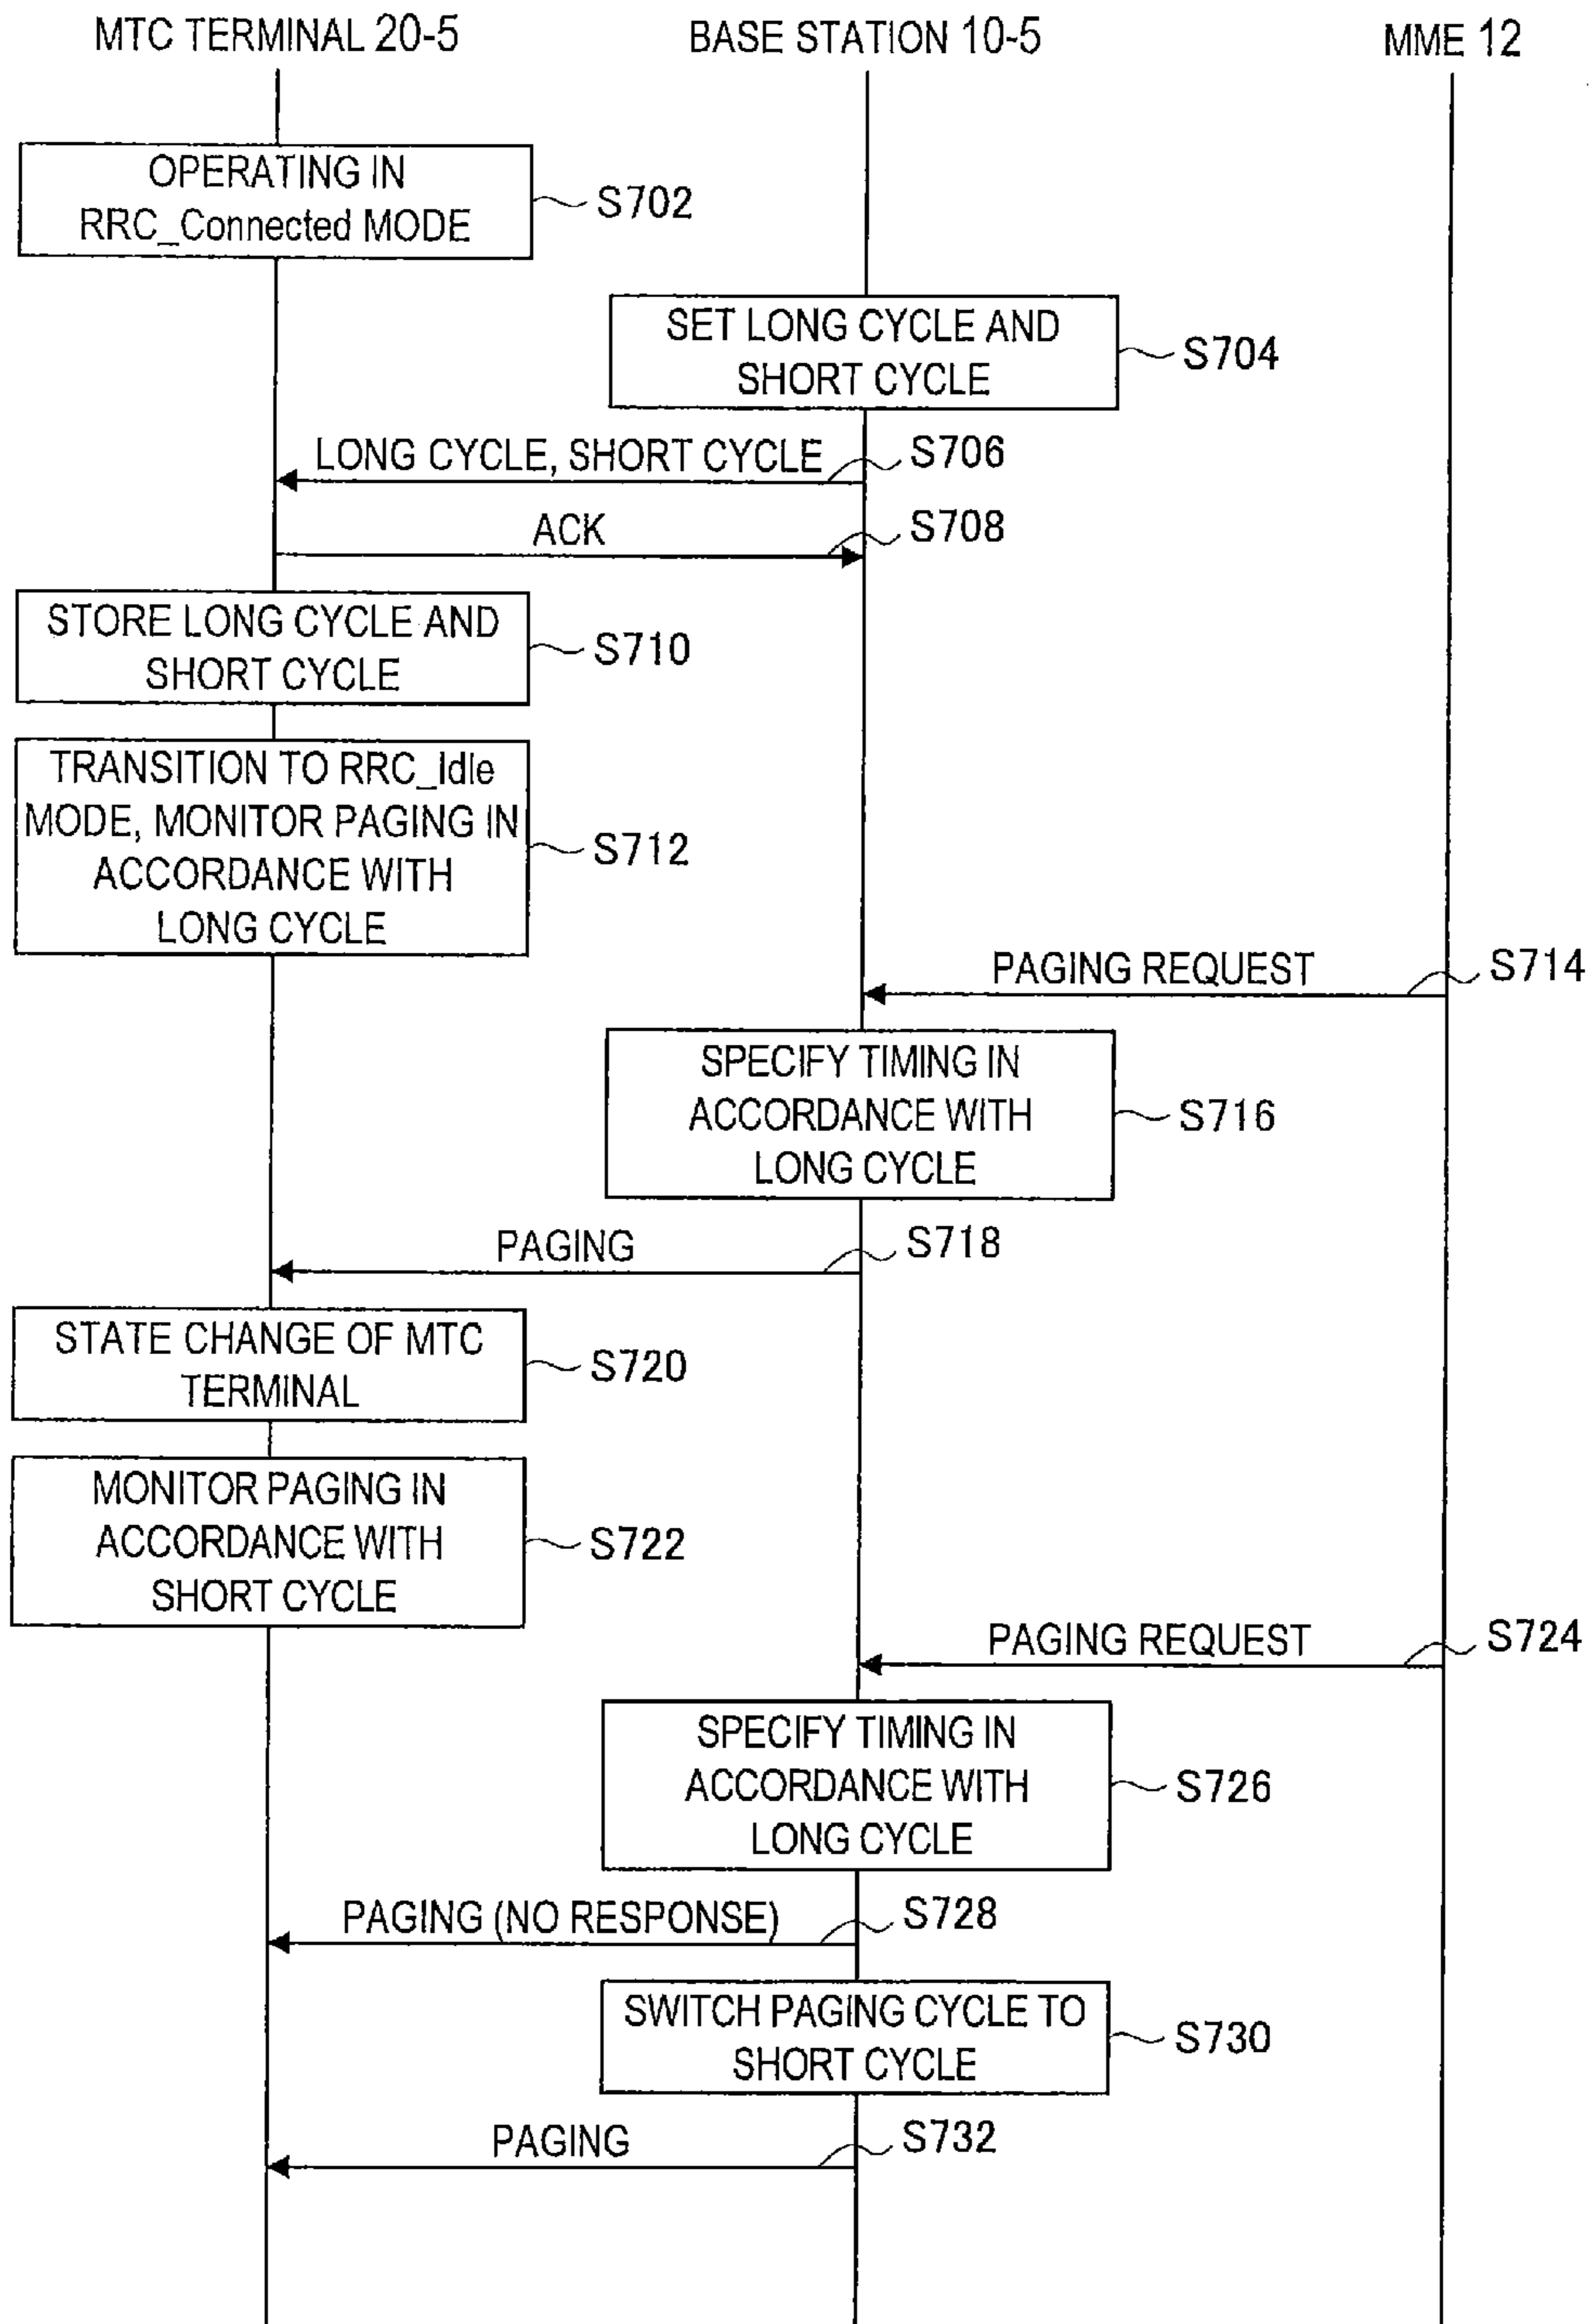 MTC TERMINAL 20-5
BASE STATION 10-5
MME 12
OPERATING IN
RRC_Connected MODE
S702
SET LONG CYCLE AND
SHORT CYCLE
S704
LONG CYCLE, SHORT CYCLE
S706
ACK
S708
STORE LONG CYCLE AND
SHORT CYCLE
S710
TRANSITION TO RRC_Idle
MODE, MONITOR PAGING IN
ACCORDANCE WITH
LONG CYCLE
S712
PAGING REQUEST
S714
SPECIFY TIMING IN
ACCORDANCE WITH
LONG CYCLE
S716
PAGING
S718
STATE CHANGE OF MTC
TERMINAL
S720
MONITOR PAGING IN
ACCORDANCE WITH
SHORT CYCLE
S722
PAGING REQUEST
S724
SPECIFY TIMING IN
ACCORDANCE WITH
LONG CYCLE
S726
PAGING (NO RESPONSE)
S728
SWITCH PAGING CYCLE TO
SHORT CYCLE
S730
PAGING
S732